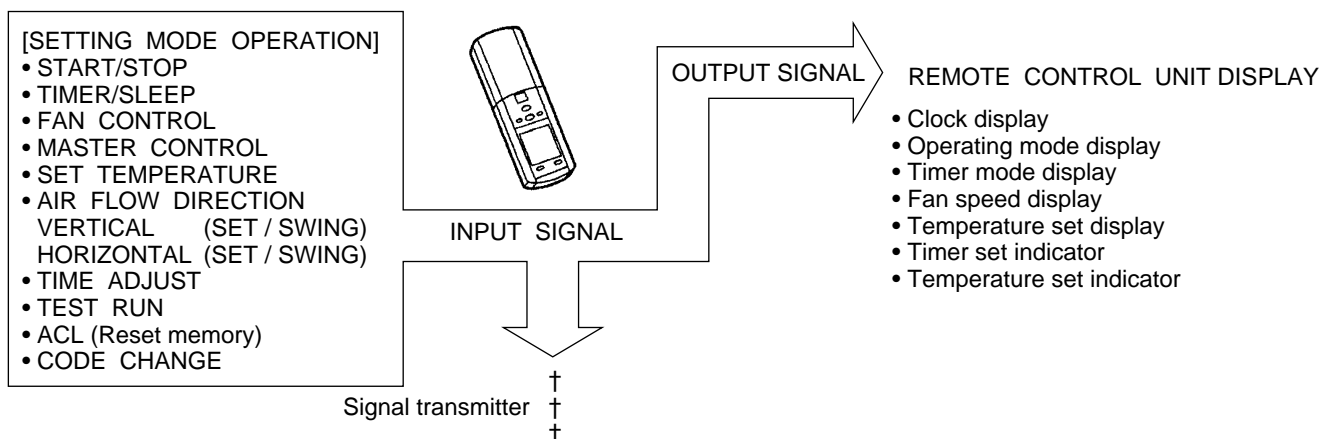 [SETTING MODE OPERATION]
• START/STOP
• TIMER/SLEEP
• FAN CONTROL
• MASTER CONTROL
• SET TEMPERATURE
• AIR FLOW DIRECTION
VERTICAL (SET / SWING)
HORIZONTAL (SET / SWING)
• TIME ADJUST
• TEST RUN
• ACL (Reset memory)
• CODE CHANGE
INPUT SIGNAL
OUTPUT SIGNAL
REMOTE CONTROL UNIT DISPLAY
• Clock display
• Operating mode display
• Timer mode display
• Fan speed display
• Temperature set display
• Timer set indicator
• Temperature set indicator
†
Signal transmitter †
†